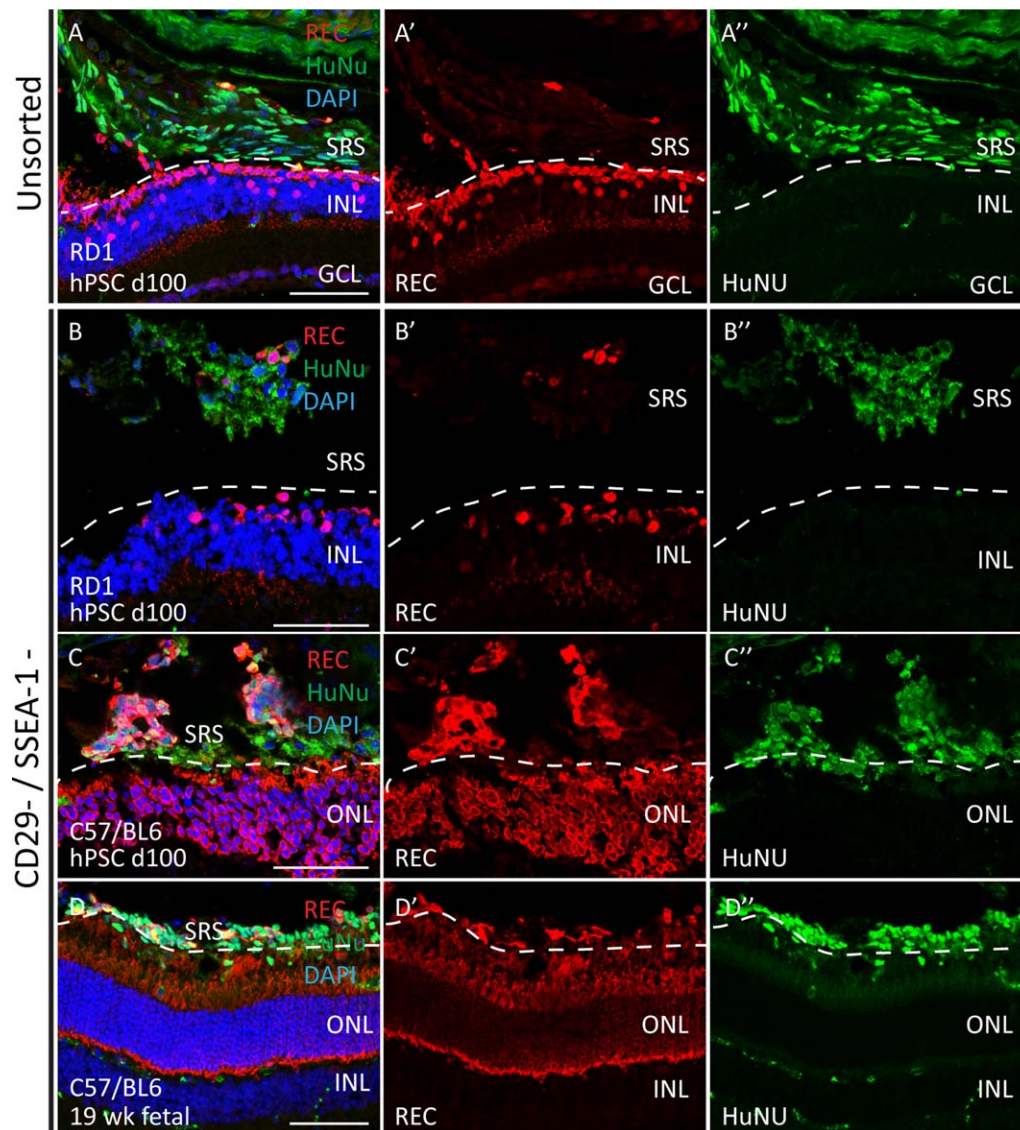 Unsorted
A
REC
HuNu
DAPI
SRS
INL
RD1
hPSC d100
GCL
A'
SRS
INL
REC
GCL
A''
SRS
INL
HuNU
GCL
CD29- / SSEA-1 -
B
REC
HuNu
DAPI
SRS
INL
RD1
hPSC d100
B'
SRS
INL
REC
B''
SRS
INL
HuNU
C
REC
HuNu
DAPI
SRS
ONL
C57/BL6
hPSC d100
C'
ONL
REC
C''
ONL
HuNU
D
REC
SRS
HuNu
DAPI
ONL
INL
C57/BL6
19 wk fetal
D'
ONL
INL
REC
D''
ONL
INL
HuNU